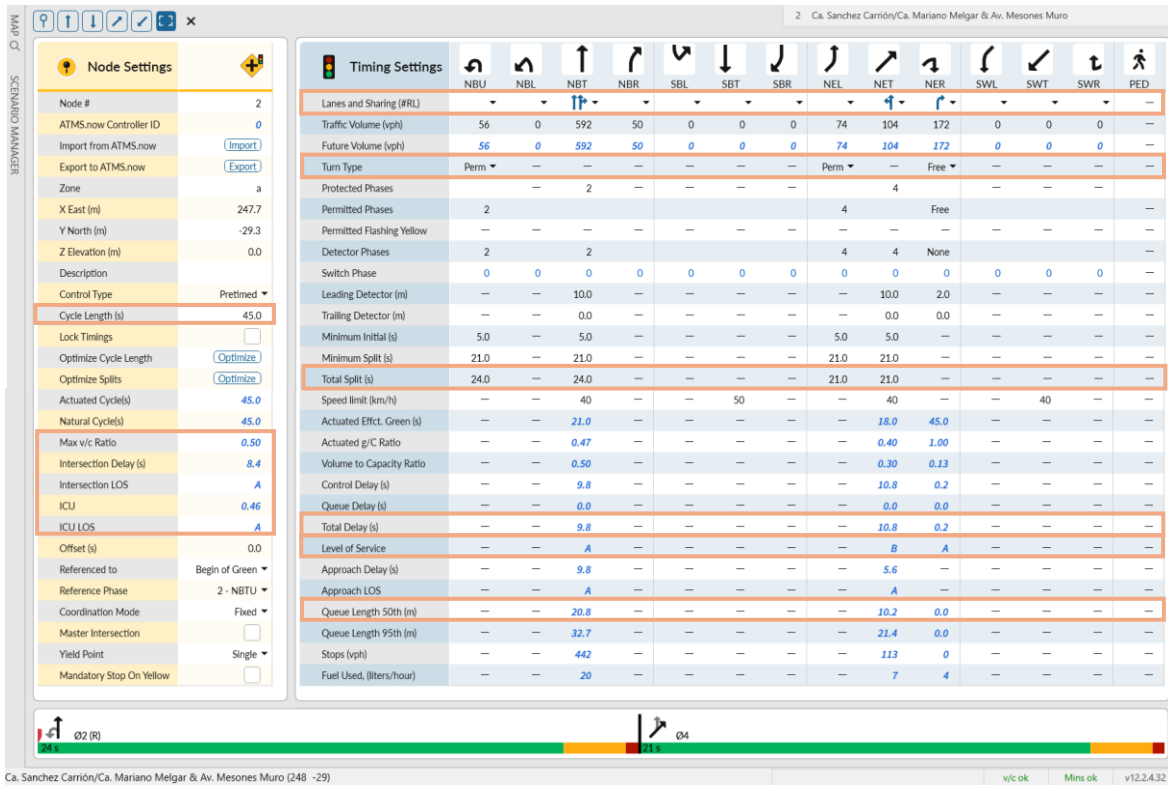 2 Ca. Sanchez Carrión/Ca. Mariano Melgar & Av. Mesones Muro
MAP
SCENARIO MANAGER
Node Settings
Node # 2
ATMS.now Controller ID 0
Import from ATMS.now Import
Export to ATMS.now Export
Zone a
X East (m) 247.7
Y North (m) -29.3
Z Elevation (m) 0.0
Description
Control Type Pretimed
Cycle Length (s) 45.0
Lock Timings
Optimize Cycle Length Optimize
Optimize Splits Optimize
Actuated Cycle(s) 45.0
Natural Cycle(s) 45.0
Max v/c Ratio 0.50
Intersection Delay (s) 8.4
Intersection LOS A
ICU 0.46
ICU LOS A
Offset (s) 0.0
Referenced to Begin of Green
Reference Phase 2 - NBTU
Coordination Mode Fixed
Master Intersection
Yield Point Single
Mandatory Stop On Yellow
Timing Settings NBU NBL NBT NBR SBL SBT SBR NEL NET NER SWL SWT SWR PED
Lanes and Sharing (#RL) —
Traffic Volume (vph) 56 0 592 50 0 0 0 74 104 172 0 0 0 —
Future Volume (vph) 56 0 592 50 0 0 0 74 104 172 0 0 0 —
Turn Type Perm — — — — — — Perm — Free — — — —
Protected Phases — 2 4 — — —
Permitted Phases 2 4 Free —
Permitted Flashing Yellow — — — — — — — — — — — — —
Detector Phases 2 2 4 4 None —
Switch Phase 0 0 0 0 0 0 0 0 0 0 0 0 0 —
Leading Detector (m) — — 10.0 — — — — — 10.0 2.0 — — — —
Trailing Detector (m) — — 0.0 — — — — — 0.0 0.0 — — — —
Minimum Initial (s) 5.0 — 5.0 — — — — 5.0 5.0 — — — — —
Minimum Split (s) 21.0 — 21.0 — — — — 21.0 21.0 — — — — —
Total Split (s) 24.0 — 24.0 — — — — 21.0 21.0 — — — — —
Speed limit (km/h) — — 40 — — 50 — — 40 — — 40 — —
Actuated Effct. Green (s) — — 21.0 — — — — — 18.0 45.0 — — — —
Actuated g/C Ratio — — 0.47 — — — — — 0.40 1.00 — — — —
Volume to Capacity Ratio — — 0.50 — — — — — 0.30 0.13 — — — —
Control Delay (s) — — 9.8 — — — — — 10.8 0.2 — — — —
Queue Delay (s) — — 0.0 — — — — — 0.0 0.0 — — — —
Total Delay (s) — — 9.8 — — — — — 10.8 0.2 — — — —
Level of Service — — A — — — — — B A — — — —
Approach Delay (s) — — 9.8 — — — — — 5.6 — — — — —
Approach LOS — — A — — — — — A — — — — —
Queue Length 50th (m) — — 20.8 — — — — — 10.2 0.0 — — — —
Queue Length 95th (m) — — 32.7 — — — — — 21.4 0.0 — — — —
Stops (vph) — — 442 — — — — — 113 0 — — — —
Fuel Used, (liters/hour) — — 20 — — — — — 7 4 — — — —
Ø2 (R) Ø4
24 s 21 s
Ca. Sanchez Carrión/Ca. Mariano Melgar & Av. Mesones Muro (248 -29) v/c ok Mins ok v12.2.4.32